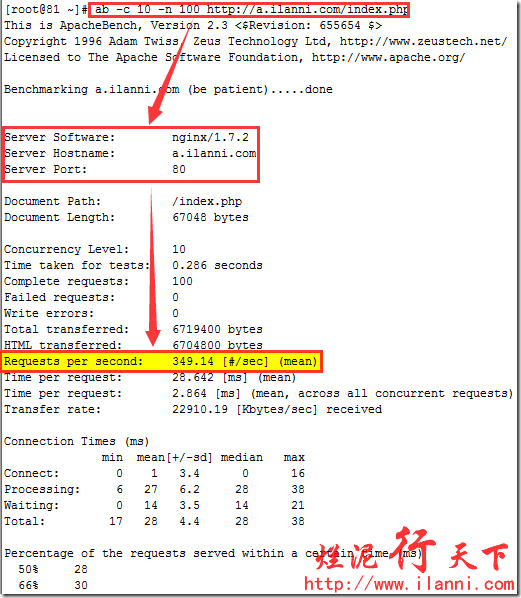 [root@81 ~]# ab -c 10 -n 100 http://a.ilanni.com/index.php
This is ApacheBench, Version 2.3 <$Revision: 655654 $>
Copyright 1996 Adam Twiss, Zeus Technology Ltd, http://www.zeustech.net/
Licensed to The Apache Software Foundation, http://www.apache.org/
Benchmarking a.ilanni.com (be patient).....done
Server Software: nginx/1.7.2
Server Hostname: a.ilanni.com
Server Port: 80
Document Path: /index.php
Document Length: 67048 bytes
Concurrency Level: 10
Time taken for tests: 0.286 seconds
Complete requests: 100
Failed requests: 0
Write errors: 0
Total transferred: 6719400 bytes
HTML transferred: 6704800 bytes
Requests per second: 349.14 [#/sec] (mean)
Time per request: 28.642 [ms] (mean)
Time per request: 2.864 [ms] (mean, across all concurrent requests)
Transfer rate: 22910.19 [Kbytes/sec] received
Connection Times (ms)
min mean[+/-sd] median max
Connect: 0 1 3.4 0 16
Processing: 6 27 6.2 28 38
Waiting: 0 14 3.5 14 21
Total: 17 28 4.4 28 38
Percentage of the requests served within a certain time (ms)
50% 28
66% 30
烂泥行天下
http://www.ilanni.com